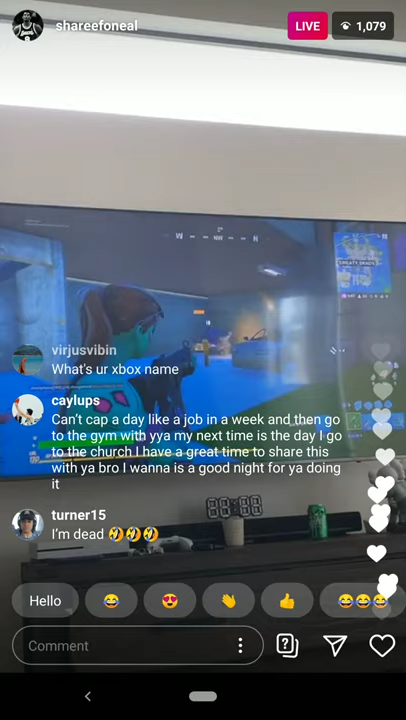 shareefoneal
LIVE
1,079
W NW N
virjusvibin
What's ur xbox name
caylups
Can't cap a day like a job in a week and then go
to the gym with yya my next time is the day I go
to the church I have a great time to share this
with ya bro I wanna is a good night for ya doing
it
turner15
I'm dead 🤣🤣🤣
Hello 😂 😍 👏 👍 😂😂😂
Comment